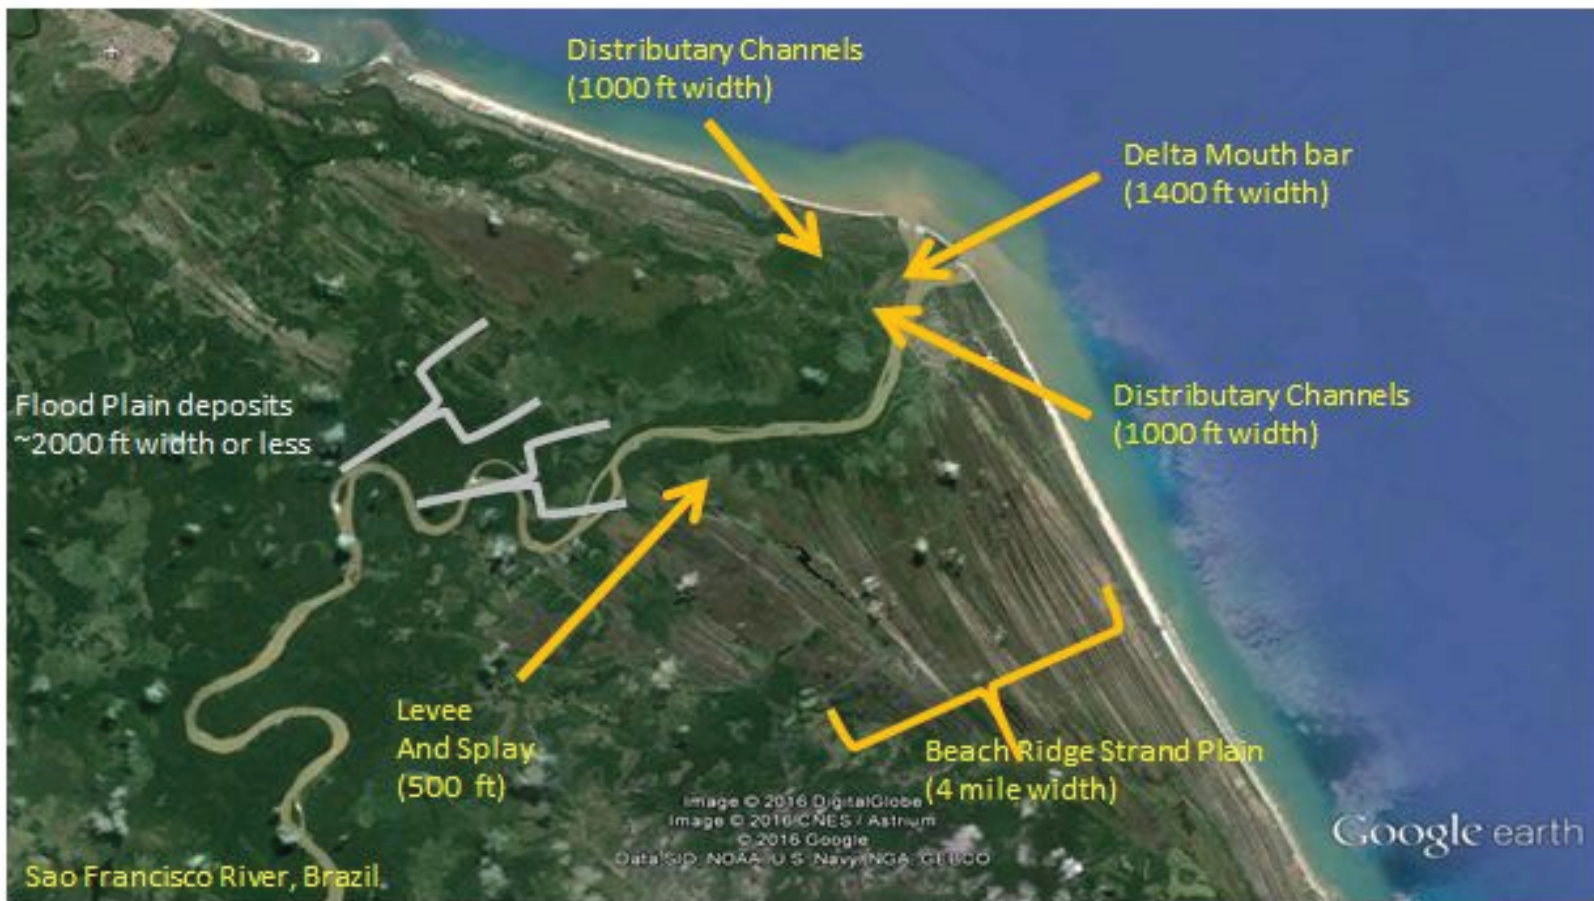 Distributary Channels
(1000 ft width)
Delta Mouth bar
(1400 ft width)
Flood Plain deposits
~2000 ft width or less
Distributary Channels
(1000 ft width)
Levee
And Splay
(500 ft)
Beach Ridge Strand Plain
(4 mile width)
Image © 2016 DigitalGlobe
Image © 2016 CNES / Astrium
© 2016 Google
Data SIO, NOAA, U.S. Navy, NGA, GEBCO
Google earth
Sao Francisco River, Brazil